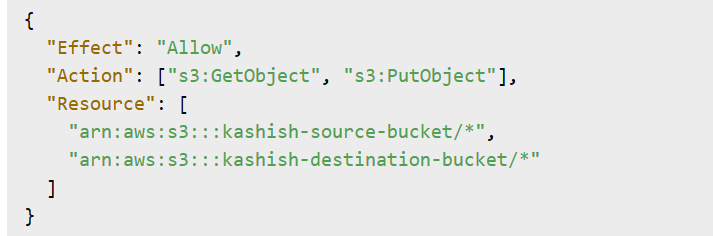 {
  "Effect": "Allow",
  "Action": ["s3:GetObject", "s3:PutObject"],
  "Resource": [
    "arn:aws:s3:::kashish-source-bucket/*",
    "arn:aws:s3:::kashish-destination-bucket/*"
  ]
}